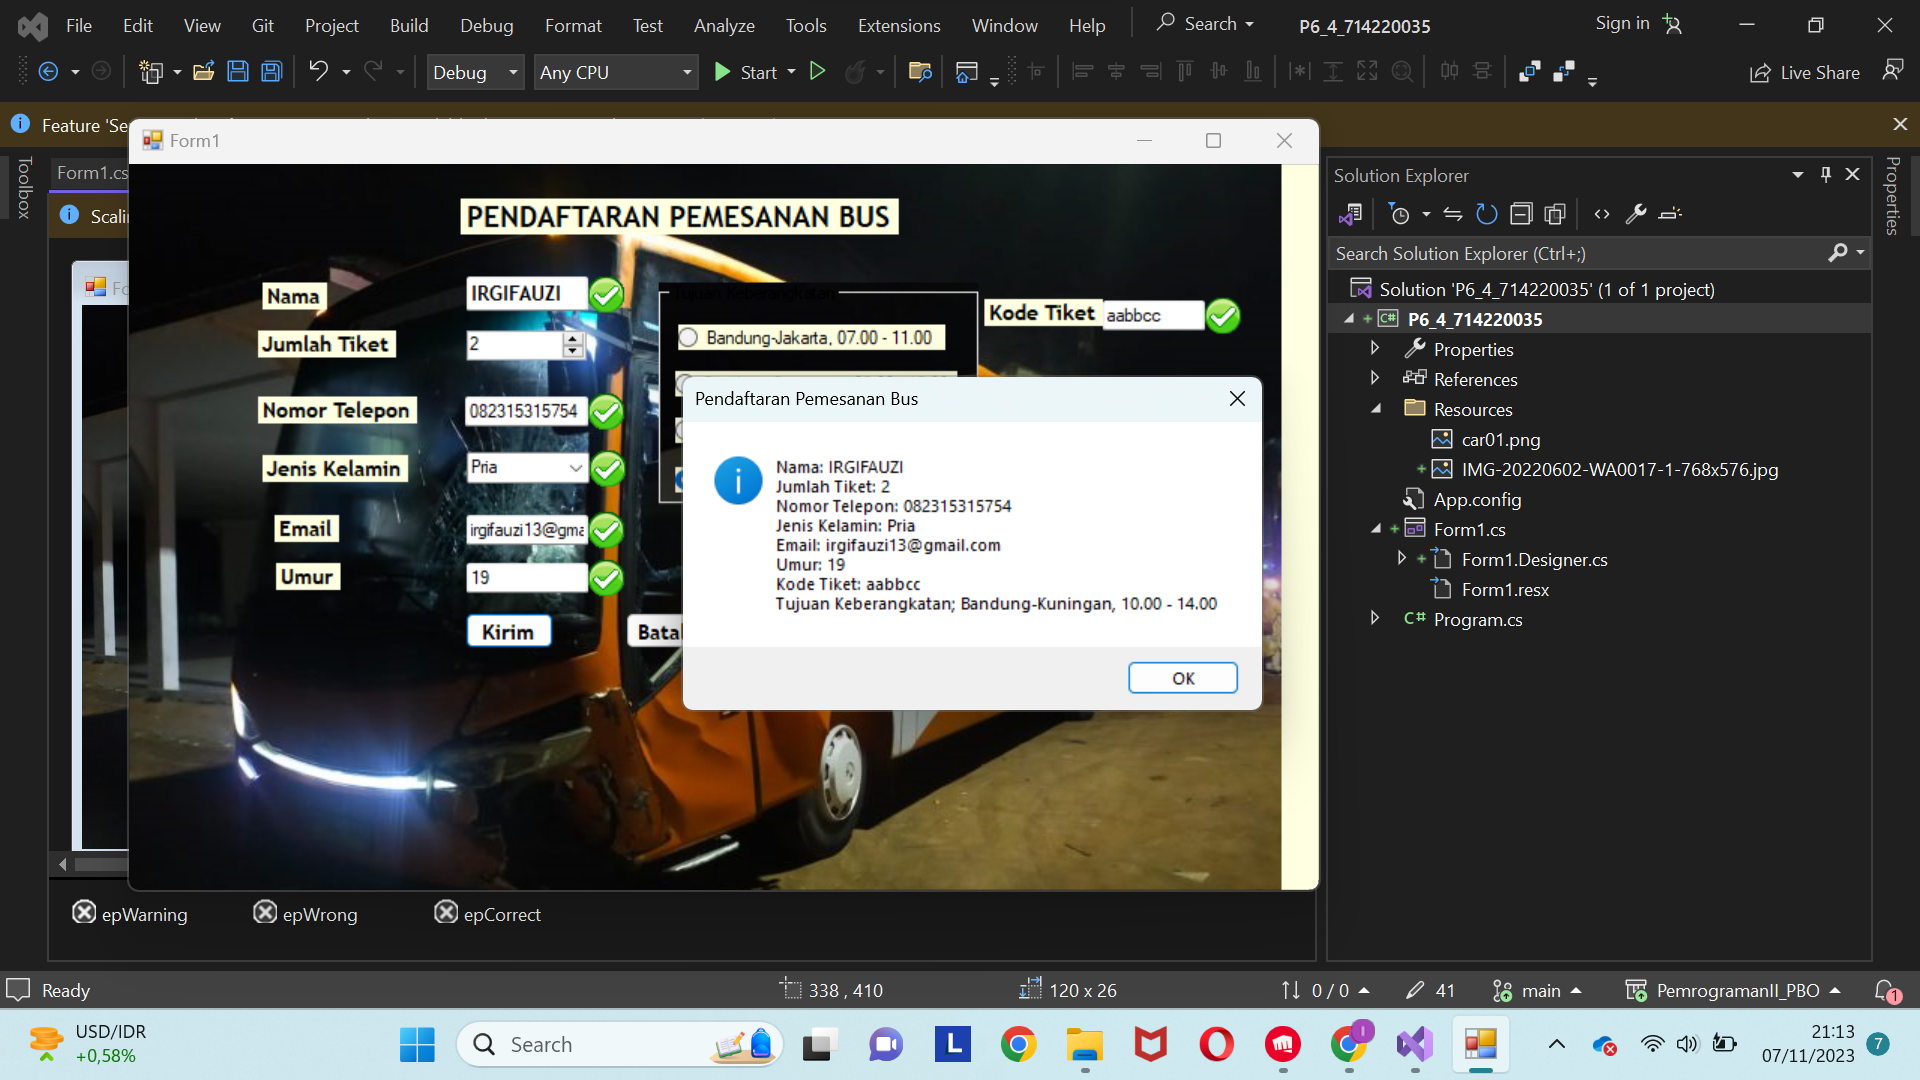 File Edit View Git Project Build Debug Format Test Analyze Tools Extensions Window Help Search P6_4_714220035 Sign in
Debug Any CPU Start Live Share
Feature 'Se
Toolbox
Form1.cs
Scali
Form1
PENDAFTARAN PEMESANAN BUS
Nama IRGIFAUZI
Jumlah Tiket 2
Nomor Telepon 082315315754
Jenis Kelamin Pria
Email irgifauzi13@gma
Umur 19
Kirim Batal
Bandung-Jakarta, 07.00 - 11.00
Kode Tiket aabbcc
Pendaftaran Pemesanan Bus
Nama: IRGIFAUZI
Jumlah Tiket: 2
Nomor Telepon: 082315315754
Jenis Kelamin: Pria
Email: irgifauzi13@gmail.com
Umur: 19
Kode Tiket: aabbcc
Tujuan Keberangkatan; Bandung-Kuningan, 10.00 - 14.00
OK
epWarning epWrong epCorrect
Solution Explorer
Search Solution Explorer (Ctrl+;)
Solution 'P6_4_714220035' (1 of 1 project)
C# P6_4_714220035
Properties
References
Resources
car01.png
IMG-20220602-WA0017-1-768x576.jpg
App.config
Form1.cs
Form1.Designer.cs
Form1.resx
C# Program.cs
Properties
Ready 338 , 410 120 x 26 0 / 0 41 main PemrogramanII_PBO 1
USD/IDR
+0,58%
Search
L
I
21:13
07/11/2023
7